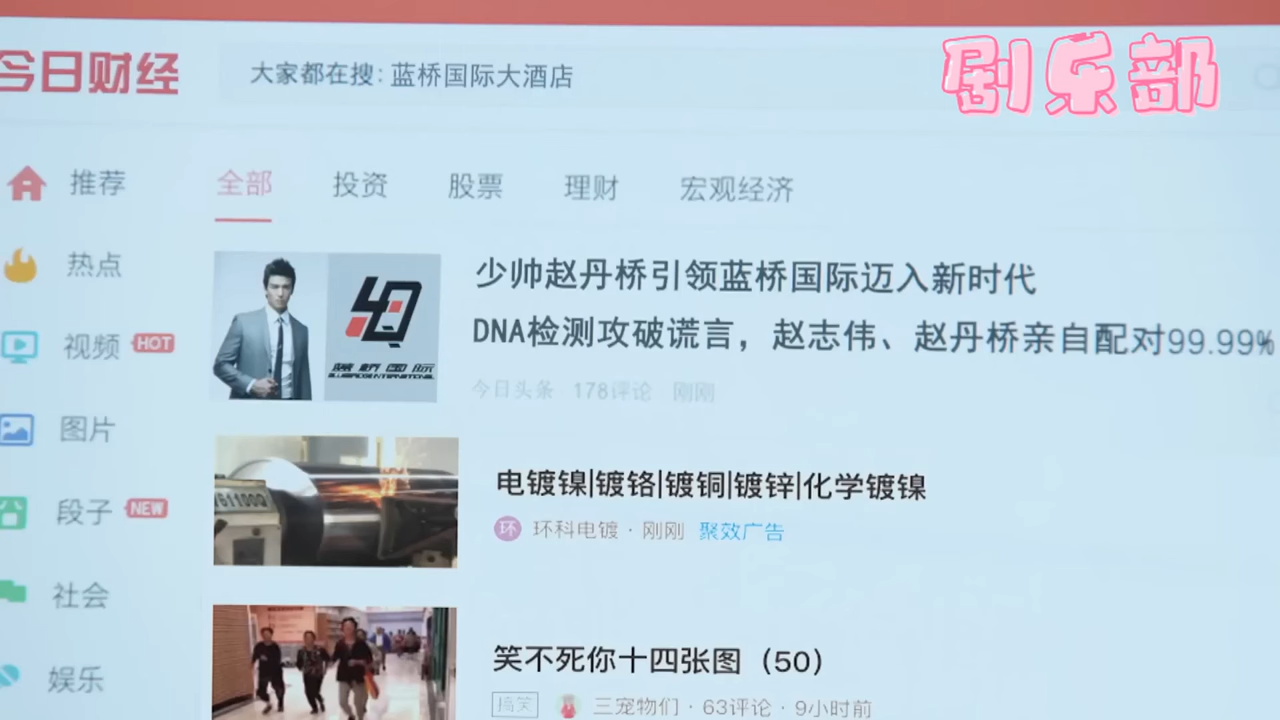 今日财经
大家都在搜: 蓝桥国际大酒店
剧乐部
推荐
热点
视频 HOT
图片
段子 NEW
社会
娱乐
全部 投资 股票 理财 宏观经济
少帅赵丹桥引领蓝桥国际迈入新时代
DNA检测攻破谎言，赵志伟、赵丹桥亲自配对99.99%
蓝桥国际
今日头条 178评论 刚刚
电镀镍|镀铬|镀铜|镀锌|化学镀镍
环 环科电镀 · 刚刚 聚效广告
笑不死你十四张图（50）
搞笑 三宠物们 · 63评论 · 9小时前